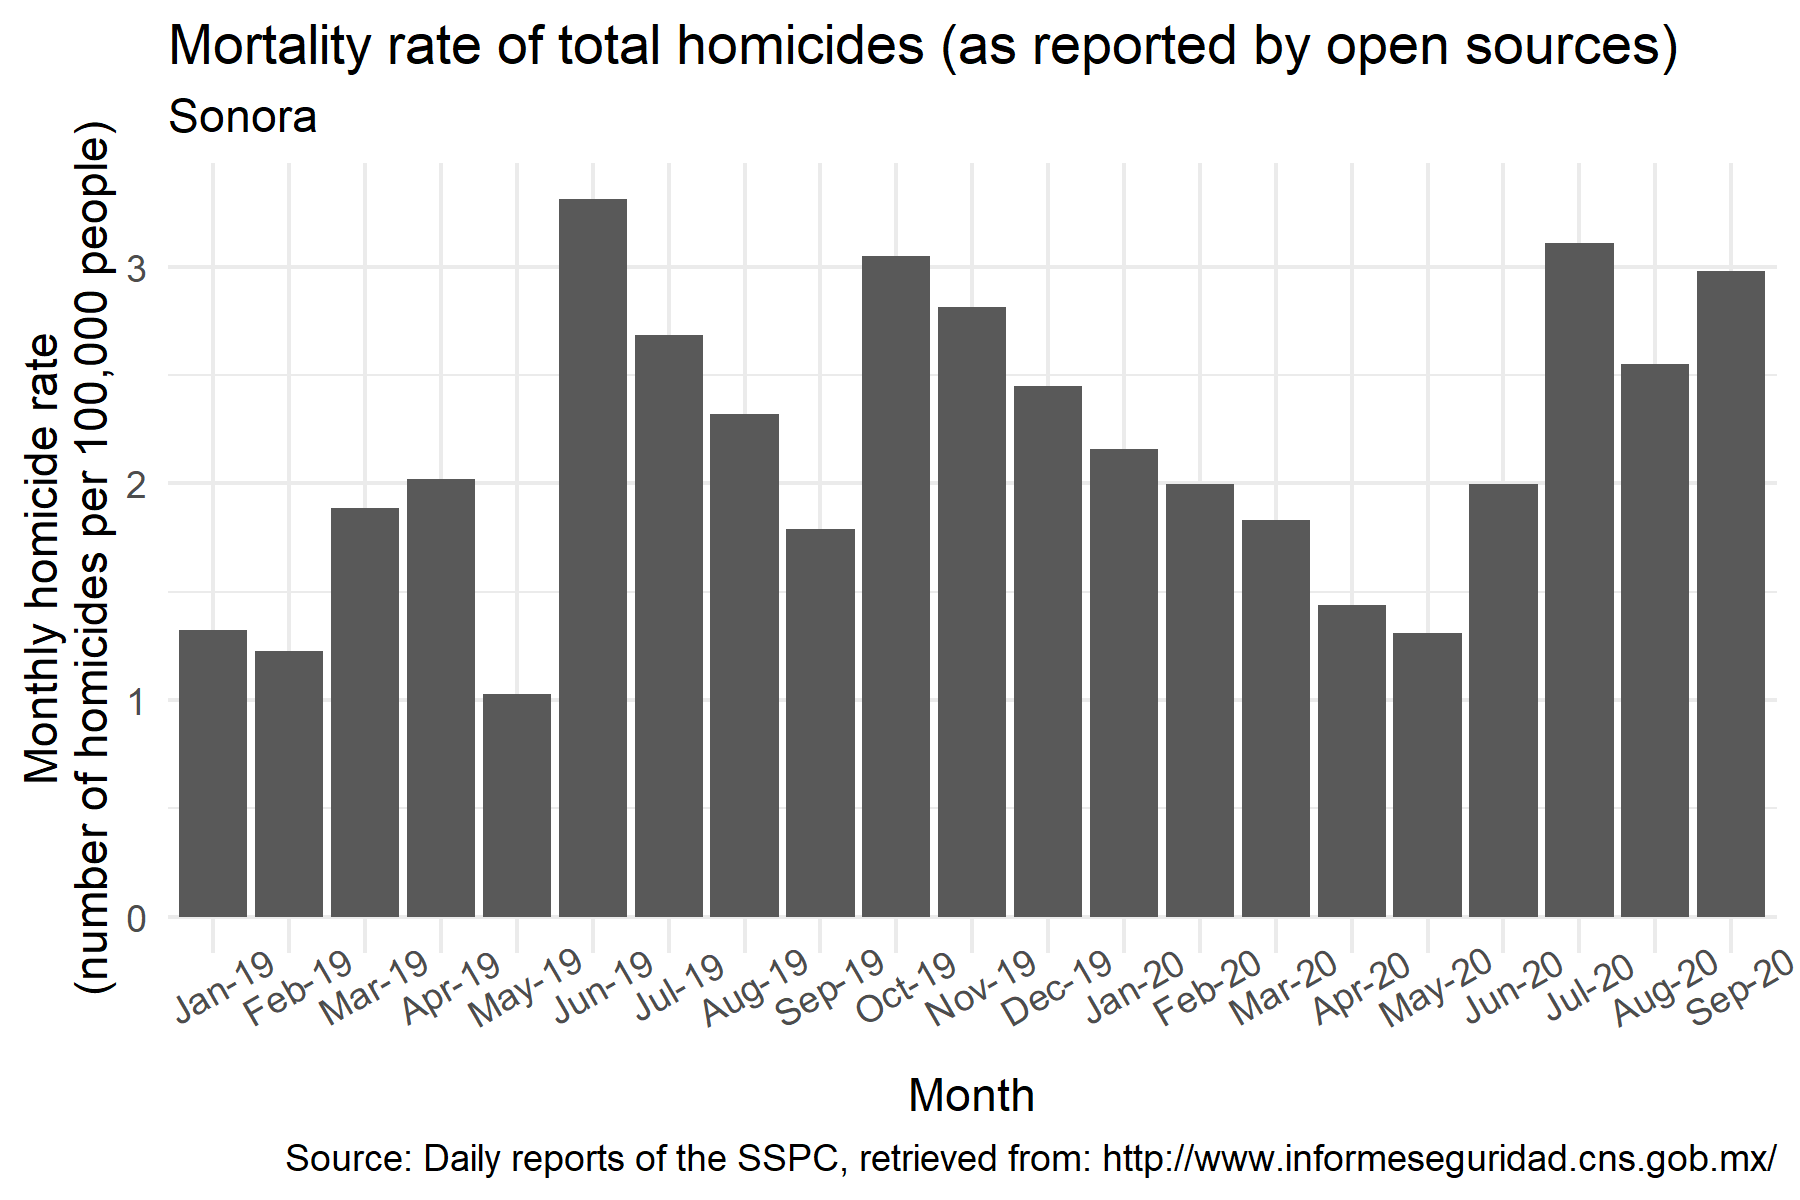 Mortality rate of total homicides (as reported by open sources)
Sonora
Monthly homicide rate
(number of homicides per 100,000 people)
3
2
1
0
Jan-19
Feb-19
Mar-19
Apr-19
May-19
Jun-19
Jul-19
Aug-19
Sep-19
Oct-19
Nov-19
Dec-19
Jan-20
Feb-20
Mar-20
Apr-20
May-20
Jun-20
Jul-20
Aug-20
Sep-20
Month
Source: Daily reports of the SSPC, retrieved from: http://www.informeseguridad.cns.gob.mx/